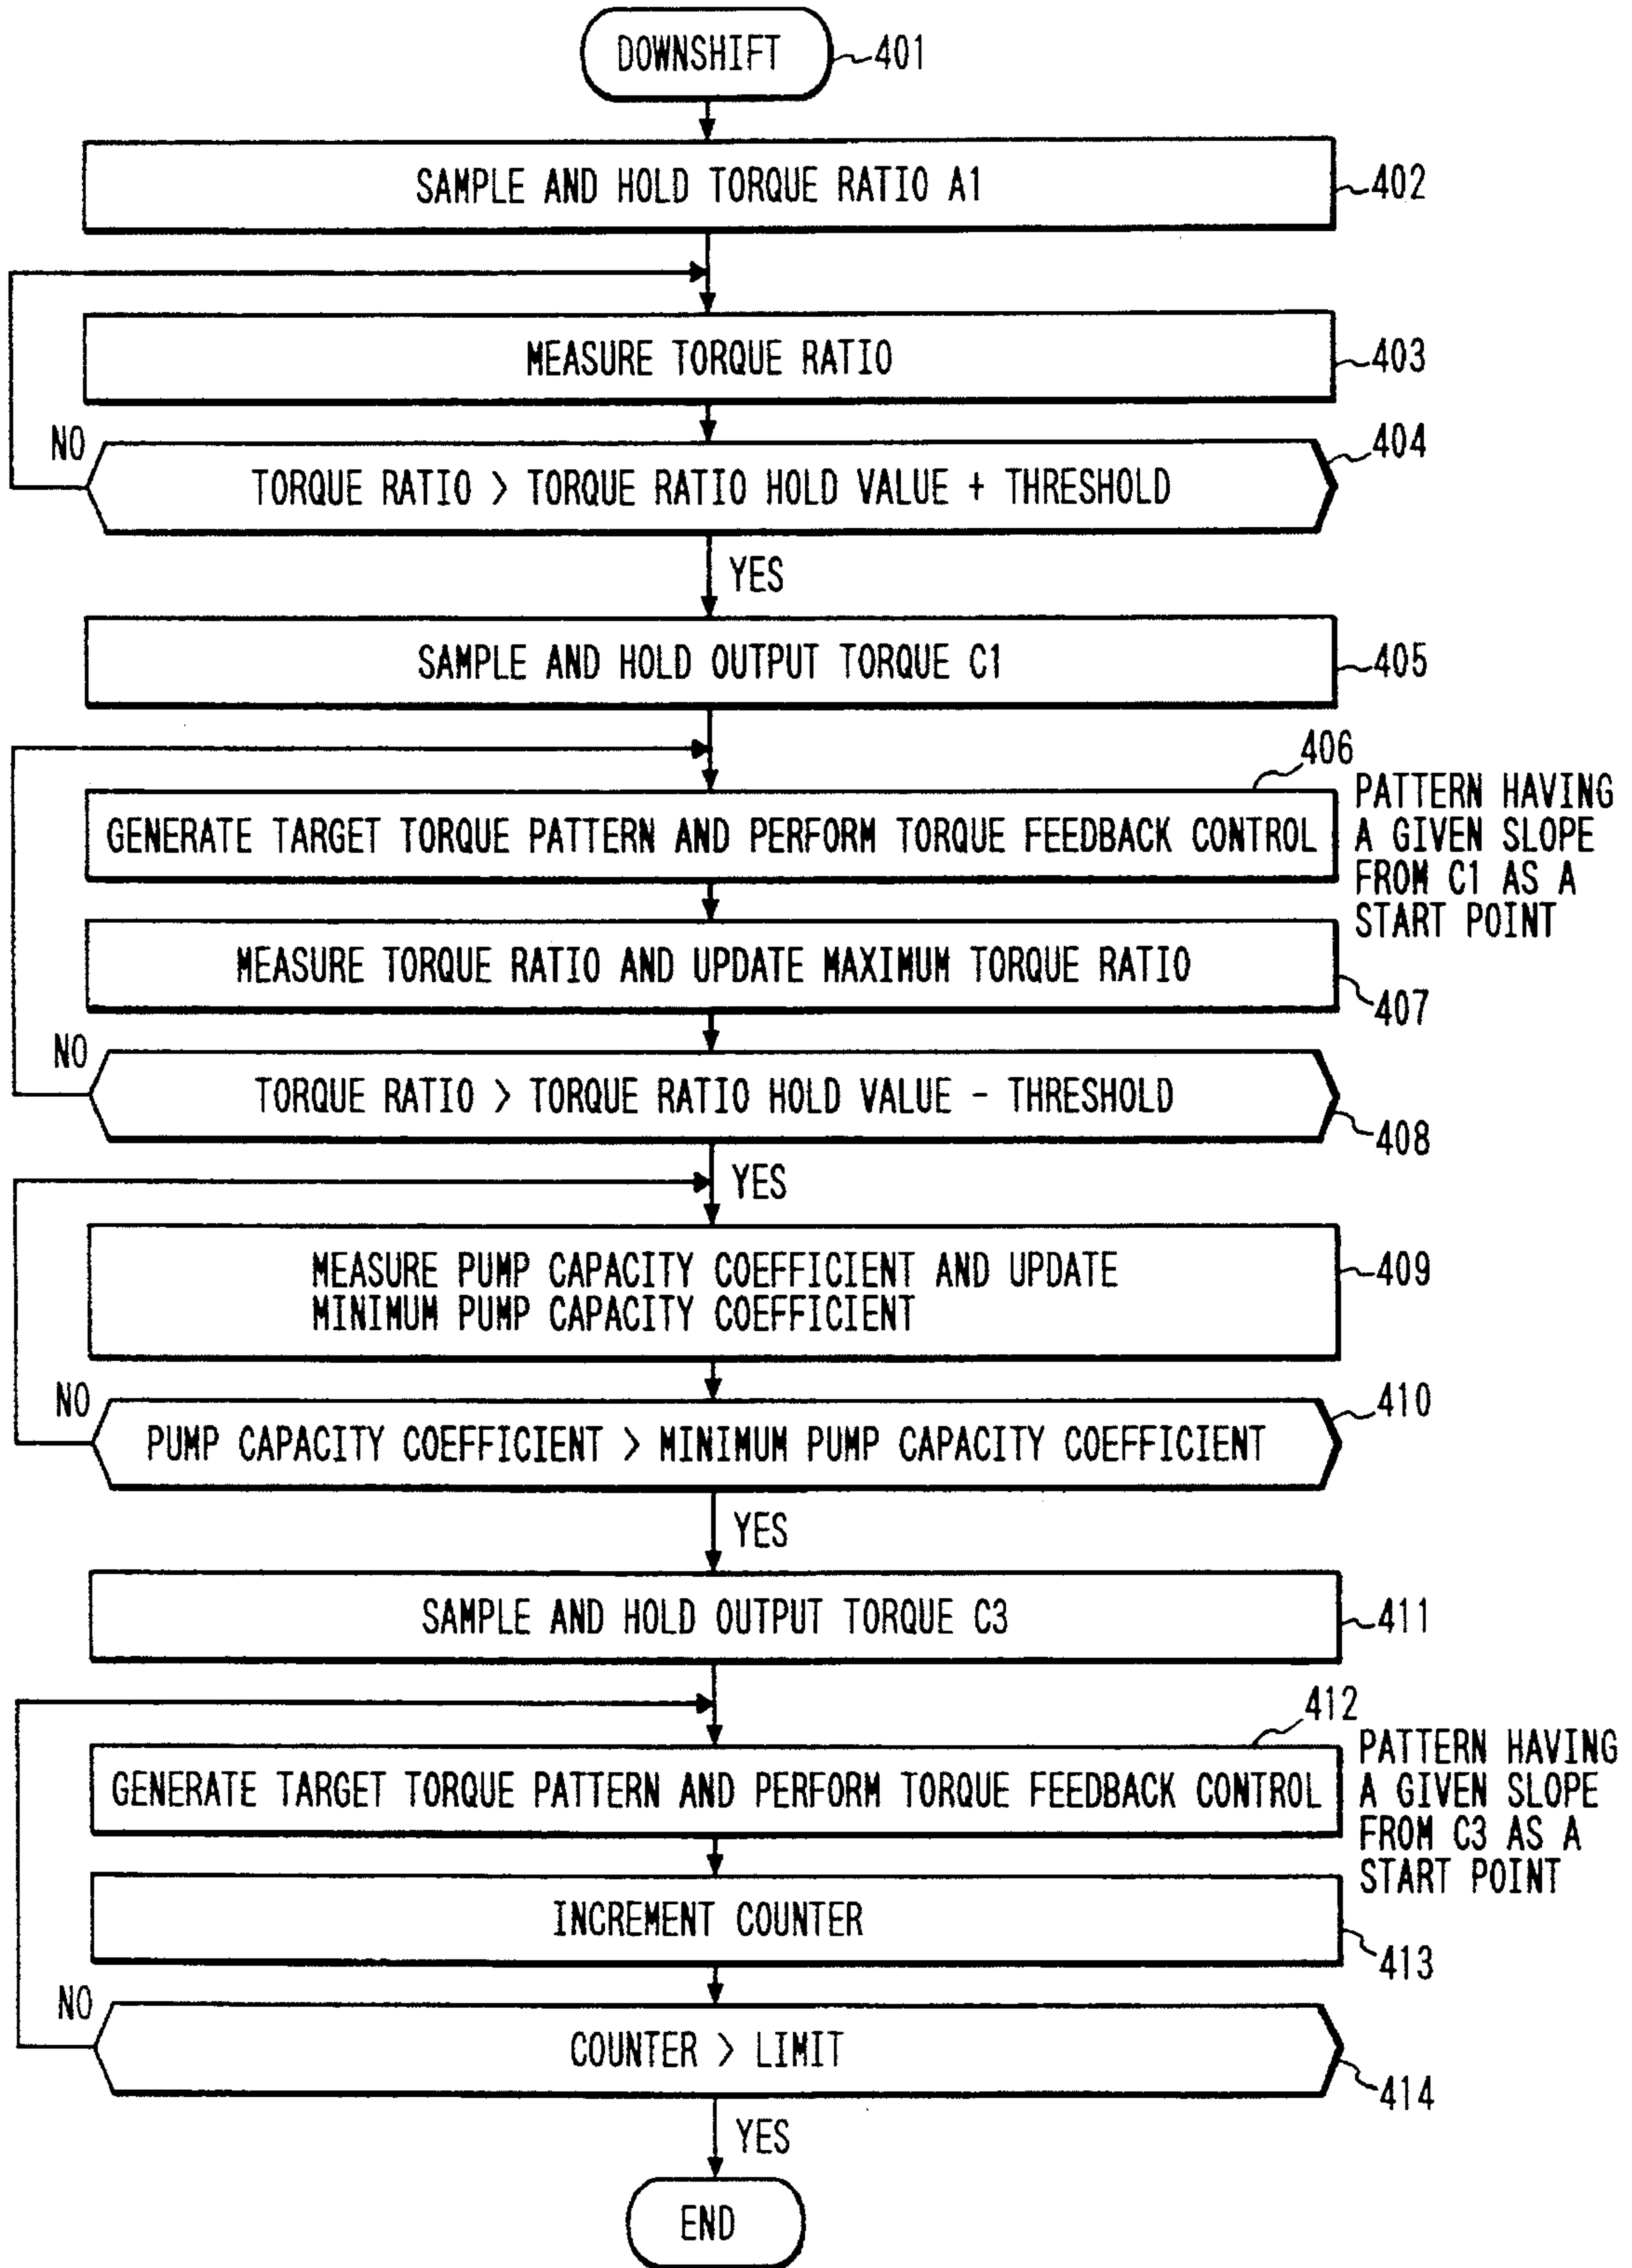 DOWNSHIFT
401
SAMPLE AND HOLD TORQUE RATIO A1
402
MEASURE TORQUE RATIO
403
NO
404
TORQUE RATIO > TORQUE RATIO HOLD VALUE + THRESHOLD
YES
SAMPLE AND HOLD OUTPUT TORQUE C1
405
406
GENERATE TARGET TORQUE PATTERN AND PERFORM TORQUE FEEDBACK CONTROL
PATTERN HAVING
A GIVEN SLOPE
FROM C1 AS A
START POINT
MEASURE TORQUE RATIO AND UPDATE MAXIMUM TORQUE RATIO
407
NO
TORQUE RATIO > TORQUE RATIO HOLD VALUE - THRESHOLD
408
YES
MEASURE PUMP CAPACITY COEFFICIENT AND UPDATE
MINIMUM PUMP CAPACITY COEFFICIENT
409
NO
410
PUMP CAPACITY COEFFICIENT > MINIMUM PUMP CAPACITY COEFFICIENT
YES
SAMPLE AND HOLD OUTPUT TORQUE C3
411
412
GENERATE TARGET TORQUE PATTERN AND PERFORM TORQUE FEEDBACK CONTROL
PATTERN HAVING
A GIVEN SLOPE
FROM C3 AS A
START POINT
INCREMENT COUNTER
413
NO
COUNTER > LIMIT
414
YES
END